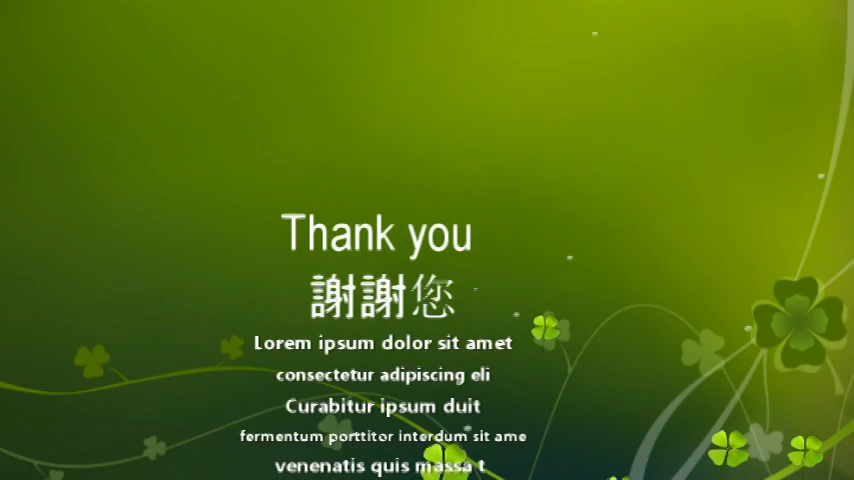 Thank you
謝謝您
Lorem ipsum dolor sit amet
consectetur adipiscing eli
Curabitur ipsum duit
fermentum porttitor interdum sit ame
venenatis quis massa t